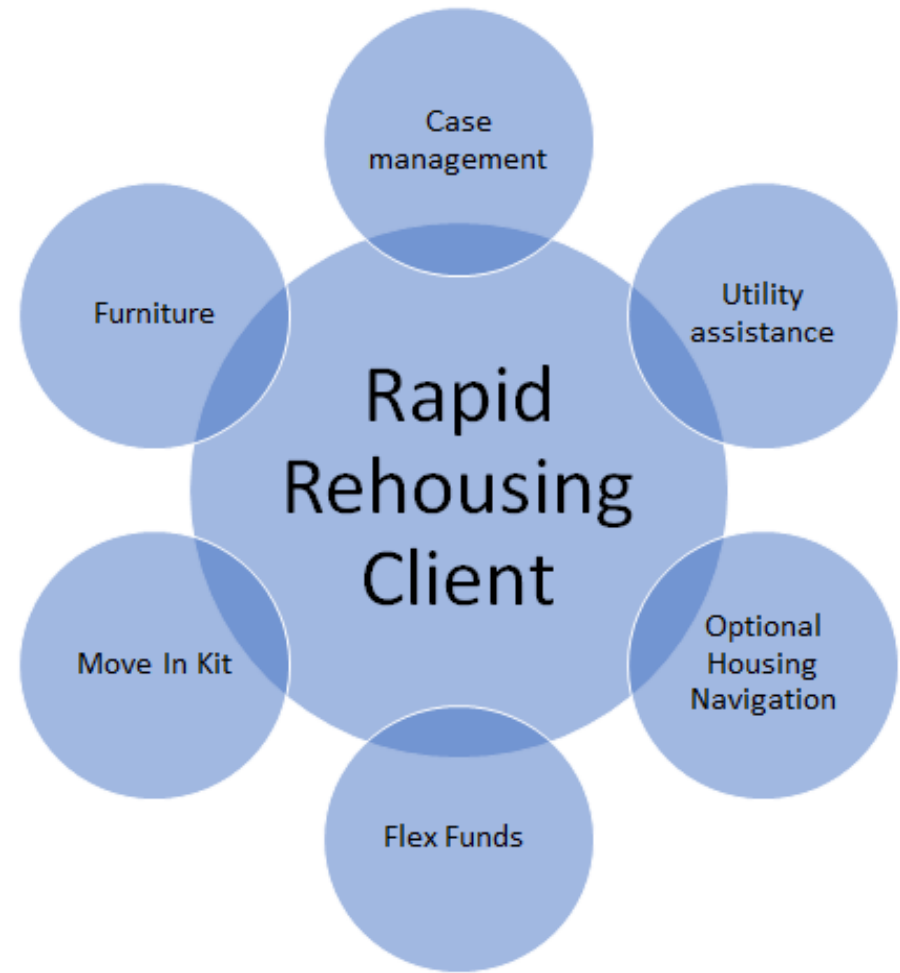 Case
management
Utility
assistance
Furniture
Rapid
Rehousing
Client
Optional
Housing
Navigation
Move In Kit
Flex Funds